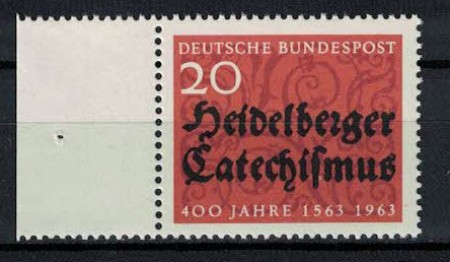 DEUTSCHE BUNDESPOST
20
Heidelberger
Catechiſmus
400 JAHRE 1563 1963